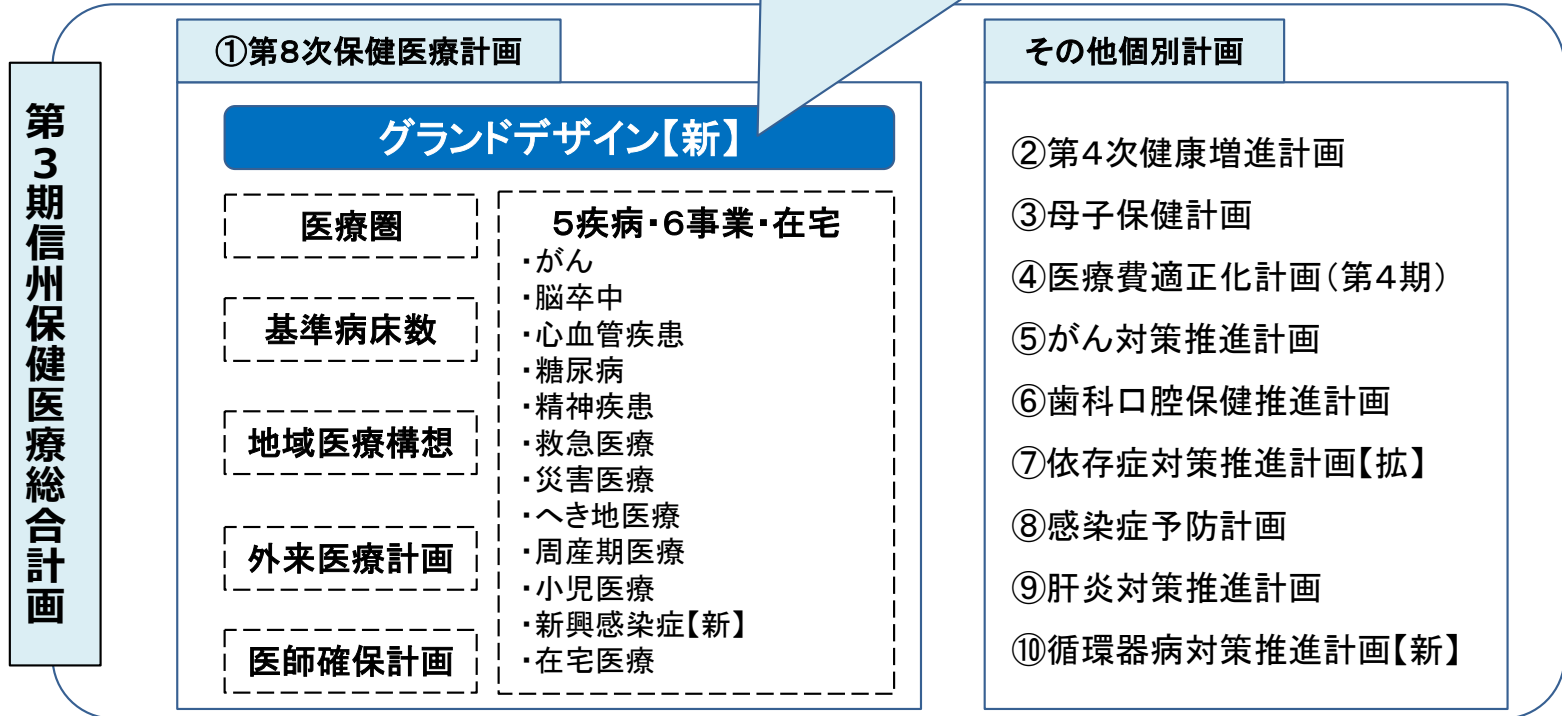 第3期信州保健医療総合計画
①第8次保健医療計画
グランドデザイン【新】
医療圏
基準病床数
地域医療構想
外来医療計画
医師確保計画
5疾病・6事業・在宅
・がん
・脳卒中
・心血管疾患
・糖尿病
・精神疾患
・救急医療
・災害医療
・へき地医療
・周産期医療
・小児医療
・新興感染症【新】
・在宅医療
その他個別計画
②第4次健康増進計画
③母子保健計画
④医療費適正化計画(第4期)
⑤がん対策推進計画
⑥歯科口腔保健推進計画
⑦依存症対策推進計画【拡】
⑧感染症予防計画
⑨肝炎対策推進計画
⑩循環器病対策推進計画【新】